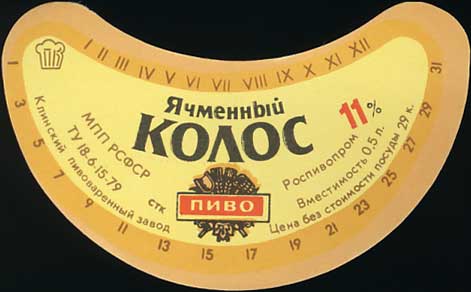 ПК
I II III IV V VI VII VIII IX X XI XII
1 3 5 7 9 11 13 15 17 19 21 23 25 27 29 31
Ячменный
КОЛОС
11%
МПП РСФСР
ТУ 18-6-15-79
Клинский пивоваренный завод
стк
ПИВО
Роспивопром
Вместимость 0,5 л.
Цена без стоимости посуды 29 к.